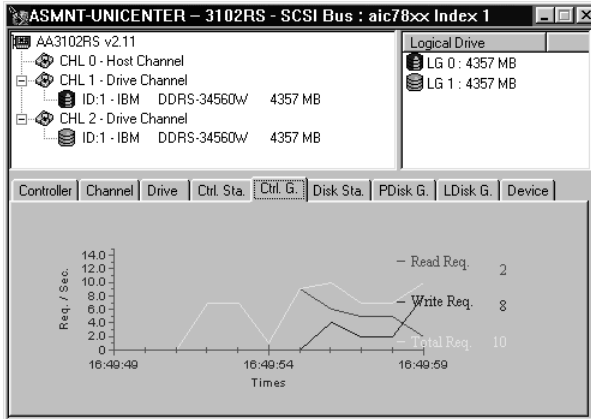 ASMNT-UNICENTER – 3102RS - SCSI Bus : aic78xx Index 1
AA3102RS v2.11
CHL 0 - Host Channel
CHL 1 - Drive Channel
ID:1 - IBM DDRS-34560W 4357 MB
CHL 2 - Drive Channel
ID:1 - IBM DDRS-34560W 4357 MB
Logical Drive
LG 0 : 4357 MB
LG 1 : 4357 MB
Controller Channel Drive Ctrl. Sta. Ctrl. G. Disk Sta. PDisk G. LDisk G. Device
Req. / Sec.
14.0
12.0
10.0
8.0
6.0
4.0
2.0
0
Read Req. 2
Write Req. 8
Total Req. 10
16:49:49 16:49:54 16:49:59
Times